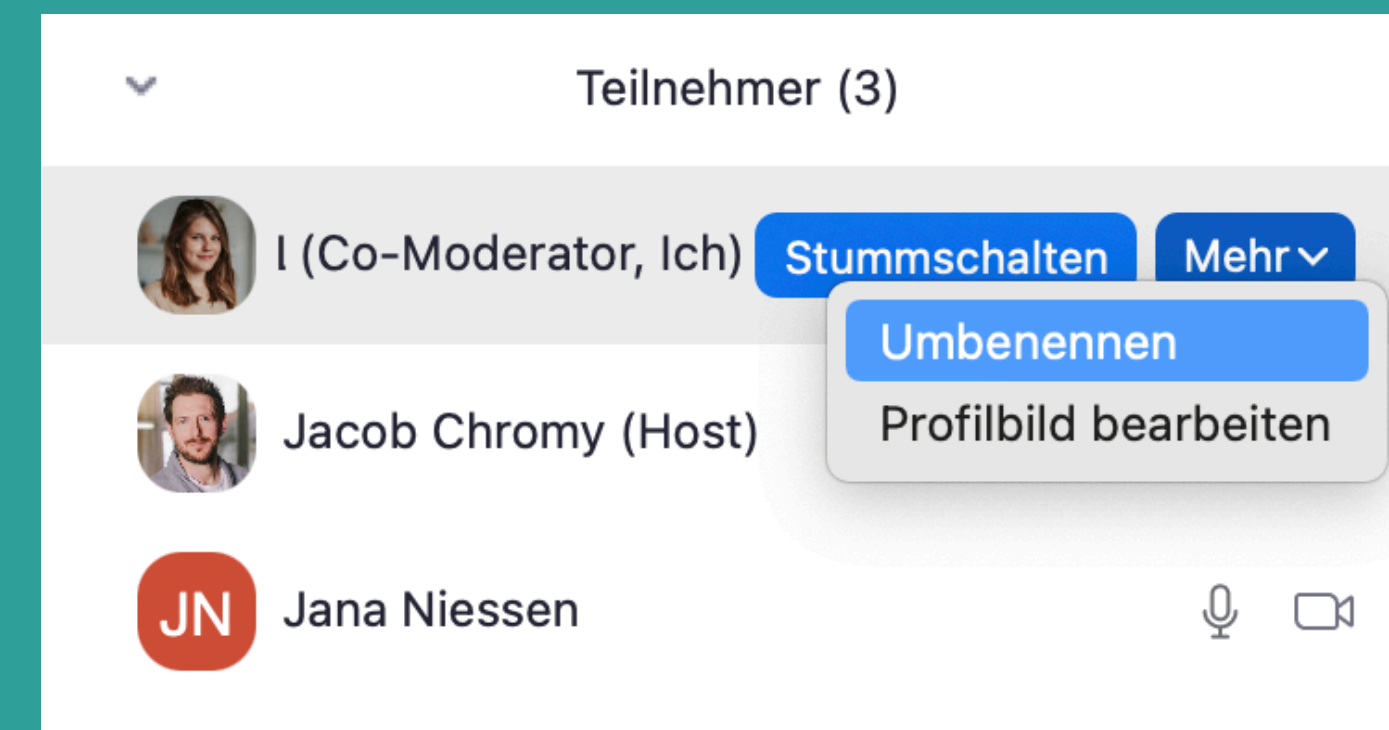 Teilnehmer (3)
(Co-Moderator, Ich) Stummschalten Mehr
Umbenennen
Profilbild bearbeiten
Jacob Chromy (Host)
JN Jana Niessen